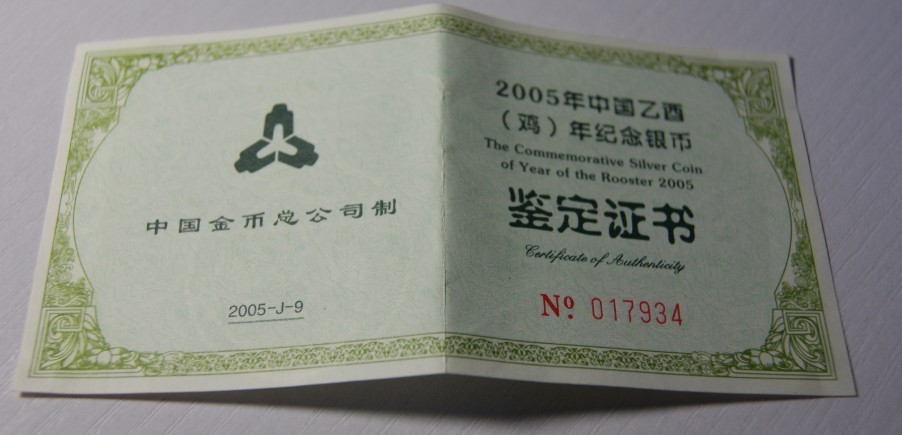 中国金币总公司制
2005-J-9
2005年中国乙酉
（鸡）年纪念银币
The Commemorative Silver Coin
of Year of the Rooster 2005
鉴定证书
Certificate of Authenticity
Nº 017934